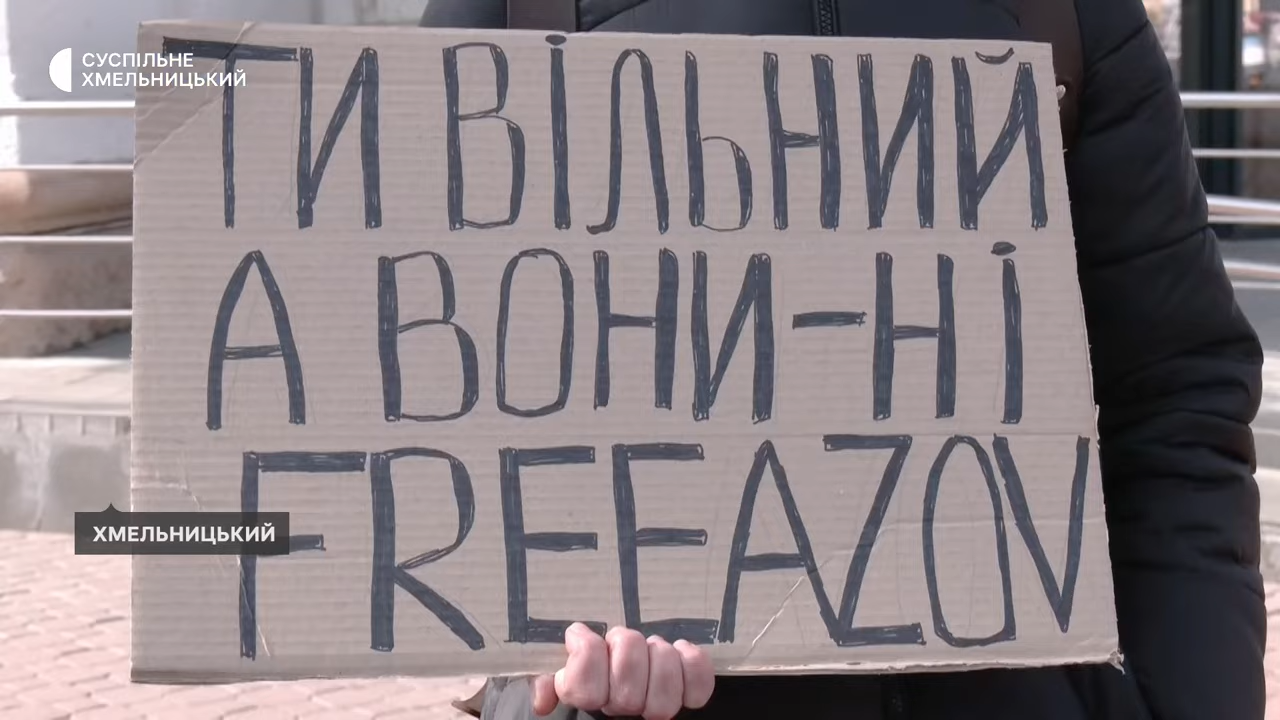 СУСПІЛЬНЕ
ХМЕЛЬНИЦЬКИЙ
ТИ ВІЛЬНИЙ
А ВОНИ-НІ
FREEAZOV
ХМЕЛЬНИЦЬКИЙ